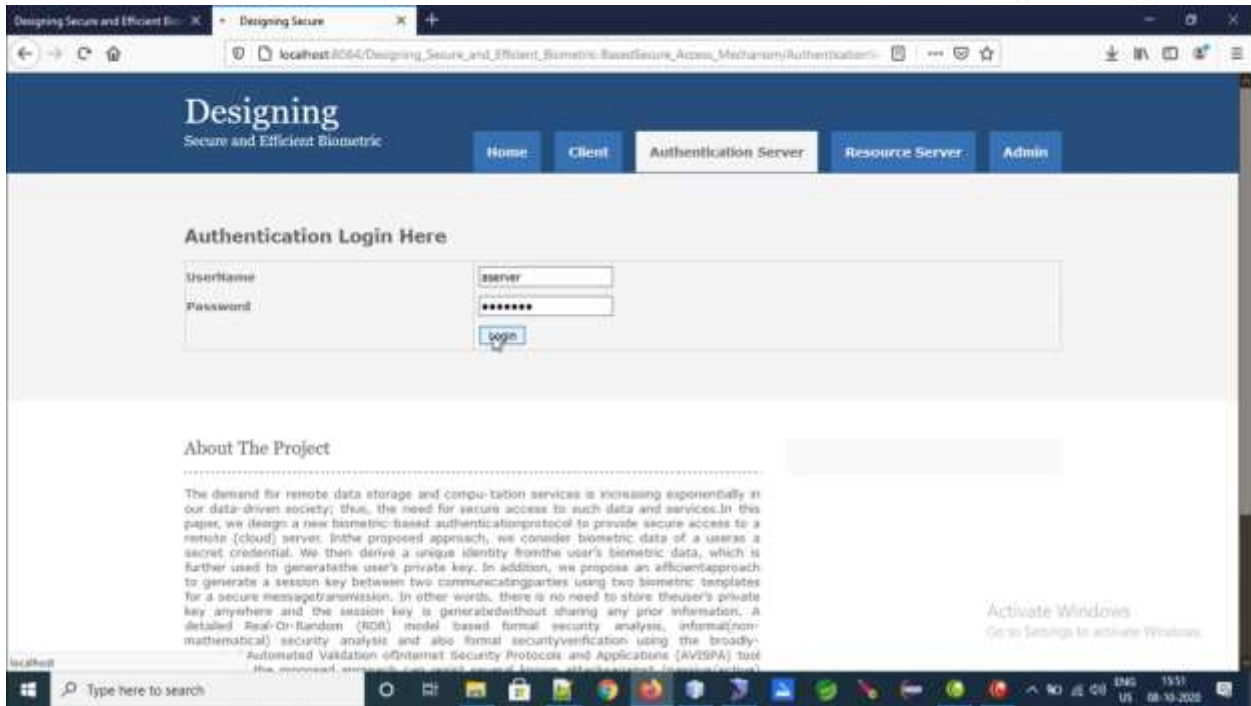 Designing Secure and Efficient Bio
Designing Secure
localhost:8084/Designing_Secure_and_Efficient_Biometric-BasedSecure_Access_Mechanism/Authentication
Designing
Secure and Efficient Biometric
Home Client Authentication Server Resource Server Admin
Authentication Login Here
UserName aserver
Password •••••••
Login
About The Project
The demand for remote data storage and compu-tation services is increasing exponentially in
our data-driven society; thus, the need for secure access to such data and services.In this
paper, we design a new biometric-based authenticationprotocol to provide secure access to a
remote (cloud) server. Inthe proposed approach, we consider biometric data of a useras a
secret credential. We then derive a unique identity fromthe user's biometric data, which is
further used to generatethe user's private key. In addition, we propose an efficientapproach
to generate a session key between two communicatingparties using two biometric templates
for a secure messagetransmission. In other words, there is no need to store theuser's private
key anywhere and the session key is generatedwithout sharing any prior information. A
detailed Real-Or-Random (ROR) model based formal security analysis, informal(non-
mathematical) security analysis and also formal securityverification using the broadly-
Automated Validation ofInternet Security Protocols and Applications (AVISPA) tool
the proposed approach can resist several known
Activate Windows
Go to Settings to activate Windows.
localhost
Type here to search
ENG 15:51
US 08-10-2020